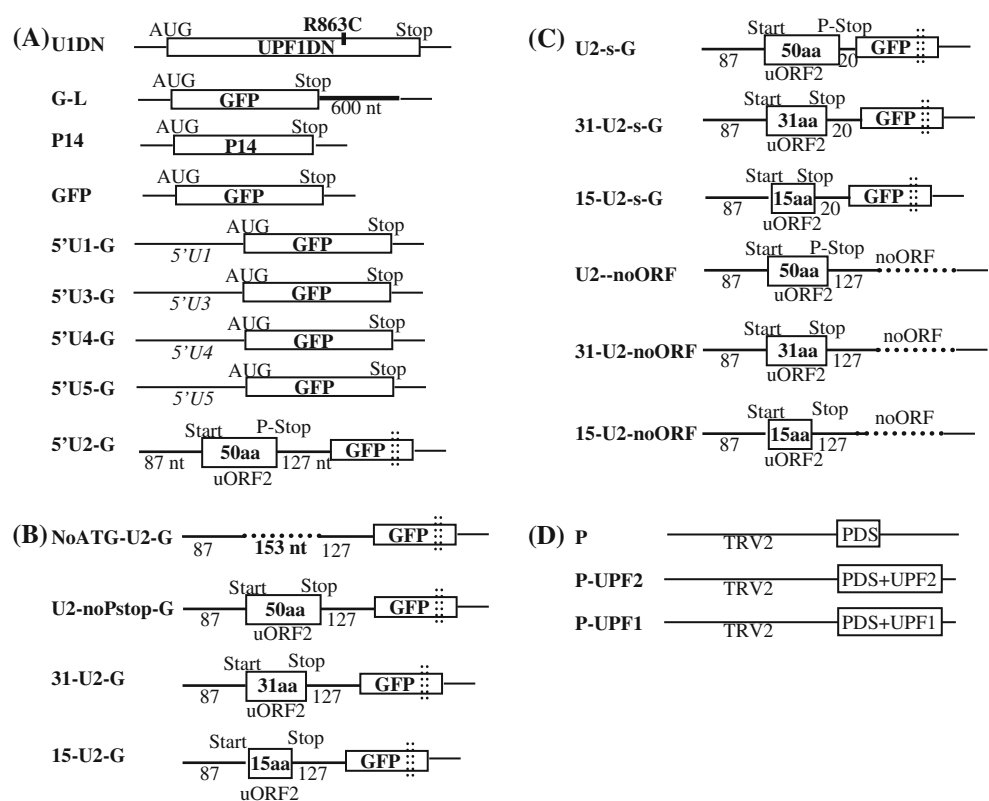 (A)
R863C
AUG Stop
U1DN UPF1DN
AUG Stop
G-L GFP
600 nt
AUG Stop
P14 P14
AUG Stop
GFP GFP
AUG Stop
5'U1-G 5'U1 GFP
AUG Stop
5'U3-G 5'U3 GFP
AUG Stop
5'U4-G 5'U4 GFP
AUG Stop
5'U5-G 5'U5 GFP
Start P-Stop
5'U2-G 50aa GFP
87 nt 127 nt
uORF2
(B)
NoATG-U2-G GFP
87 153 nt 127
Start Stop
U2-noPstop-G 50aa GFP
87 127
uORF2
Start Stop
31-U2-G 31aa GFP
87 127
uORF2
Start Stop
15-U2-G 15aa GFP
87 127
uORF2
(C)
Start P-Stop
U2-s-G 50aa GFP
87 20
uORF2
Start Stop
31-U2-s-G 31aa GFP
87 20
uORF2
Start Stop
15-U2-s-G 15aa GFP
87 20
uORF2
Start P-Stop
U2--noORF 50aa noORF
87 127
uORF2
Start Stop
31-U2-noORF 31aa noORF
87 127
uORF2
Start Stop
15-U2-noORF 15aa noORF
87 127
uORF2
(D)
P TRV2 PDS
P-UPF2 TRV2 PDS+UPF2
P-UPF1 TRV2 PDS+UPF1